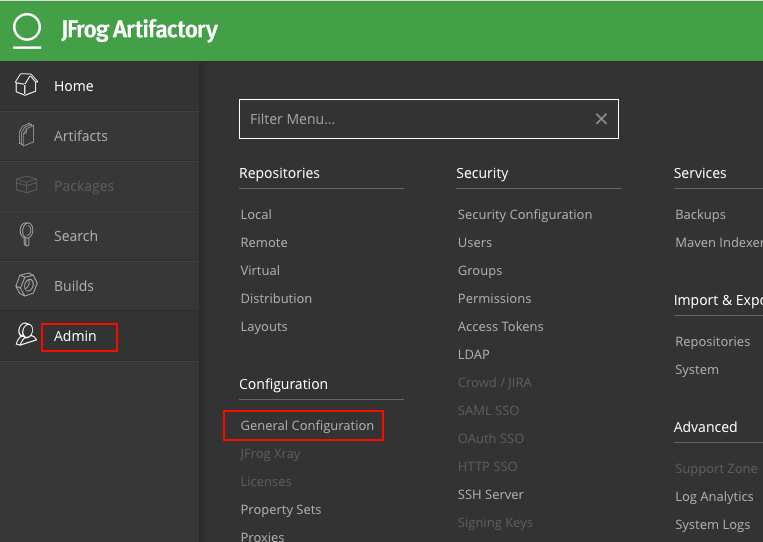 JFrog Artifactory
Home
Artifacts
Packages
Search
Builds
Admin
Filter Menu...
Repositories
Local
Remote
Virtual
Distribution
Layouts
Configuration
General Configuration
JFrog Xray
Licenses
Property Sets
Proxies
Security
Security Configuration
Users
Groups
Permissions
Access Tokens
LDAP
Crowd / JIRA
SAML SSO
OAuth SSO
HTTP SSO
SSH Server
Signing Keys
Services
Backups
Maven Indexer
Import & Expo
Repositories
System
Advanced
Support Zone
Log Analytics
System Logs